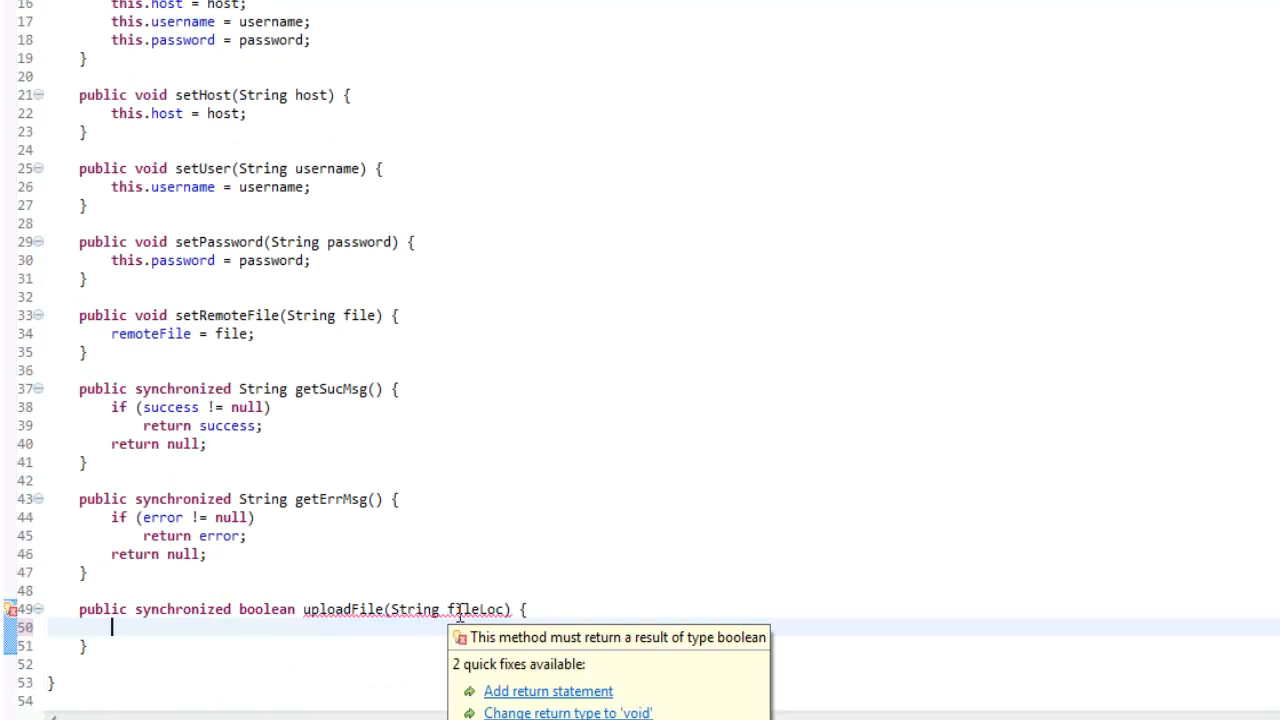 16 this.host = host;
17 this.username = username;
18 this.password = password;
19 }
20
21 public void setHost(String host) {
22 this.host = host;
23 }
24
25 public void setUser(String username) {
26 this.username = username;
27 }
28
29 public void setPassword(String password) {
30 this.password = password;
31 }
32
33 public void setRemoteFile(String file) {
34 remoteFile = file;
35 }
36
37 public synchronized String getSucMsg() {
38 if (success != null)
39 return success;
40 return null;
41 }
42
43 public synchronized String getErrMsg() {
44 if (error != null)
45 return error;
46 return null;
47 }
48
49 public synchronized boolean uploadFile(String fileLoc) {
50
51 }
52
53 }
54
This method must return a result of type boolean
2 quick fixes available:
Add return statement
Change return type to 'void'